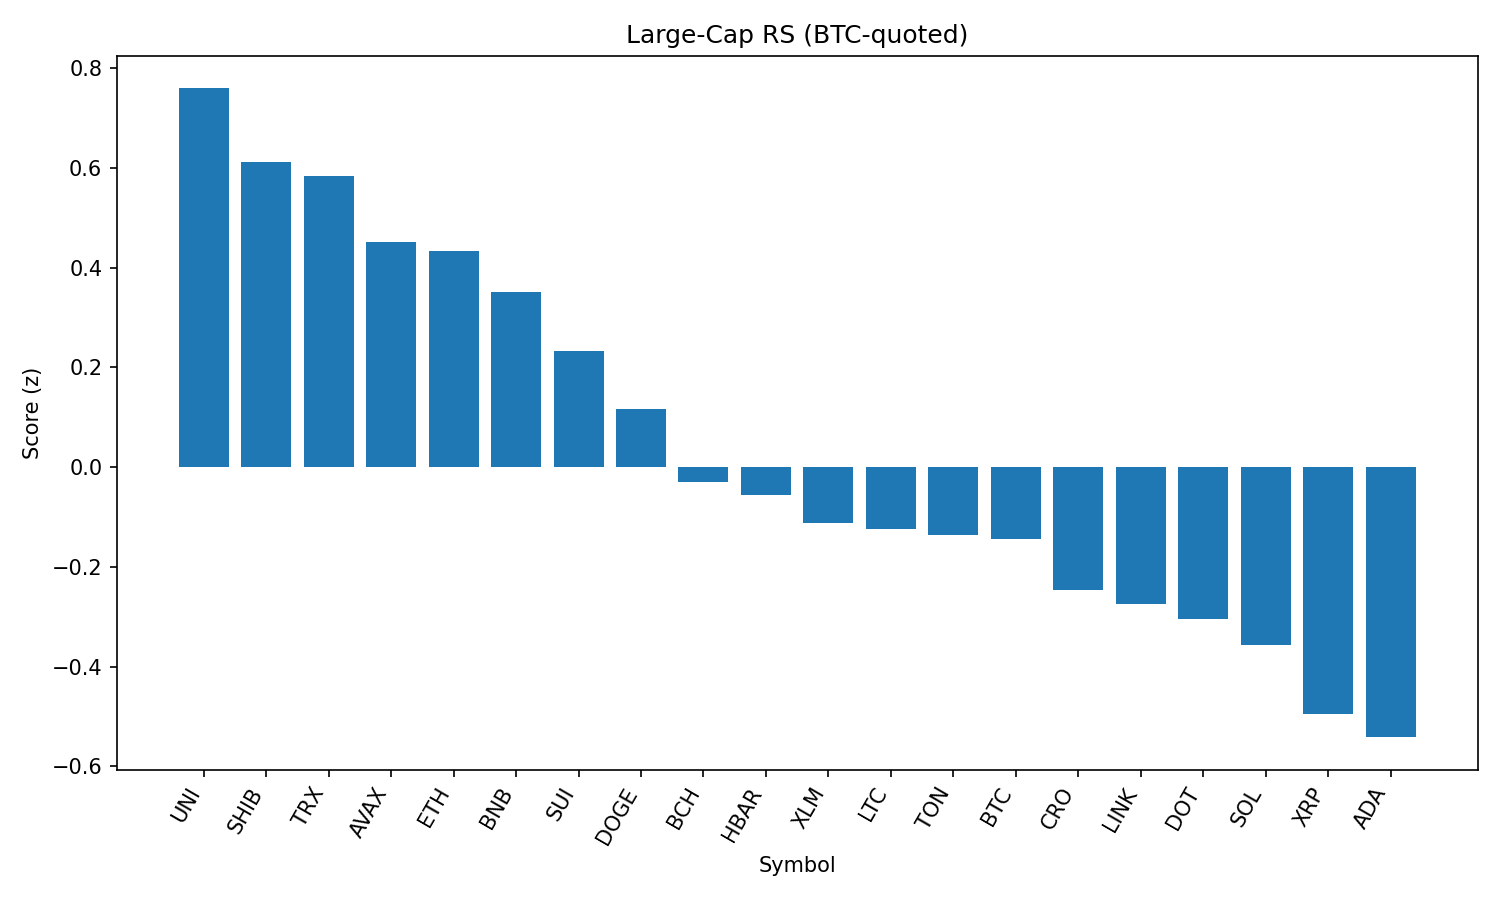 Large-Cap RS (BTC-quoted)
0.8
0.6
0.4
0.2
0.0
−0.2
−0.4
−0.6
Score (z)
UNI
SHIB
TRX
AVAX
ETH
BNB
SUI
DOGE
BCH
HBAR
XLM
LTC
TON
BTC
CRO
LINK
DOT
SOL
XRP
ADA
Symbol